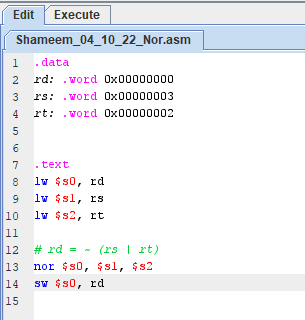 Edit Execute
Shameem_04_10_22_Nor.asm
1 .data
2 rd: .word 0x00000000
3 rs: .word 0x00000003
4 rt: .word 0x00000002
5
6
7 .text
8 lw $s0, rd
9 lw $s1, rs
10 lw $s2, rt
11
12 # rd = ~ (rs | rt)
13 nor $s0, $s1, $s2
14 sw $s0, rd
15